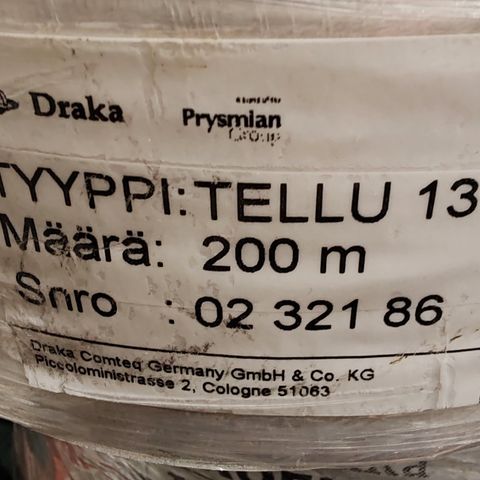 Draka Prysmian Group
TYYPPI: TELLU 13
Määrä: 200 m
Snro : 02 321 86
Draka Comteq Germany GmbH & Co. KG
Piccoloministrasse 2, Cologne 51063